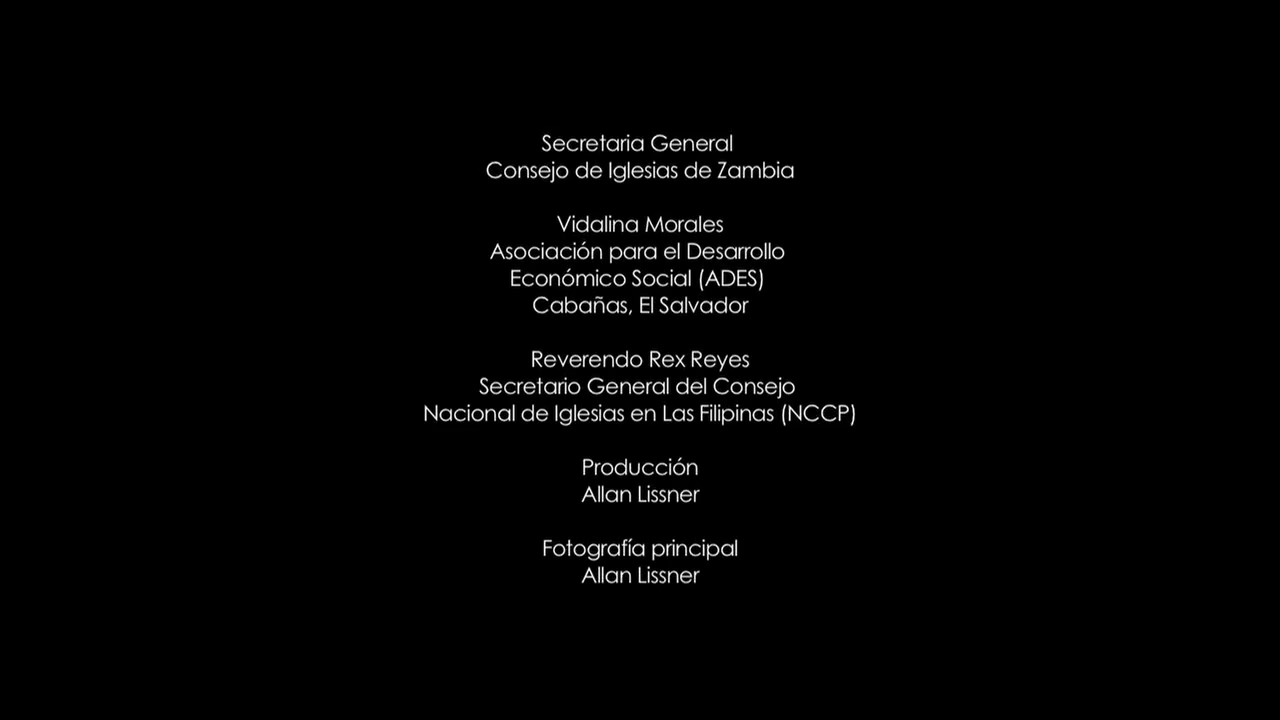 Secretaria General
Consejo de Iglesias de Zambia
Vidalina Morales
Asociación para el Desarrollo
Económico Social (ADES)
Cabañas, El Salvador
Reverendo Rex Reyes
Secretario General del Consejo
Nacional de Iglesias en Las Filipinas (NCCP)
Producción
Allan Lissner
Fotografía principal
Allan Lissner